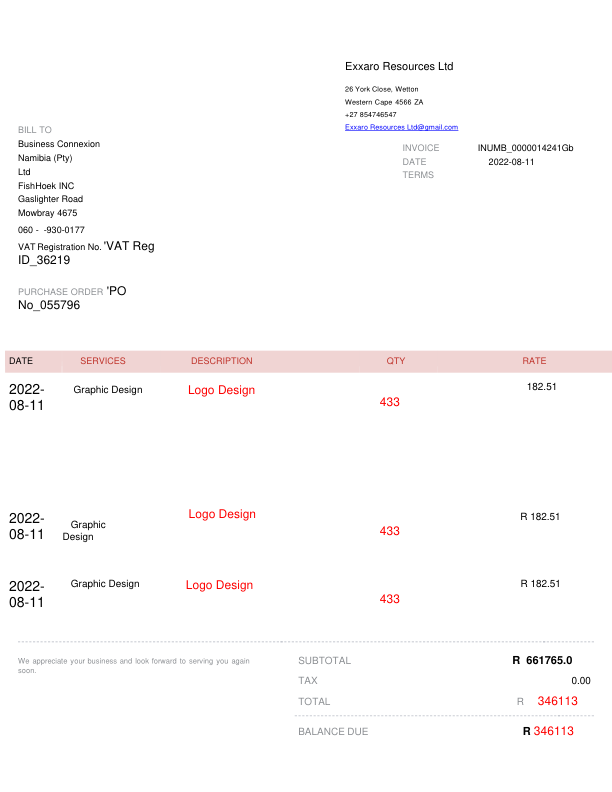 Exxaro Resources Ltd
26 York Close, Wetton
Western Cape 4566 ZA
+27 854746547
Exxaro Resources Ltd@gmail.com
BILL TO
Business Connexion
Namibia (Pty)
Ltd
FishHoek INC
Gaslighter Road
Mowbray 4675
060 - -930-0177
VAT Registration No. 'VAT Reg
ID_36219
INVOICE INUMB_0000014241Gb
DATE 2022-08-11
TERMS
PURCHASE ORDER 'PO
No_055796
DATE SERVICES DESCRIPTION QTY RATE
2022-
08-11 Graphic Design Logo Design 433 182.51
2022-
08-11 Graphic
Design Logo Design 433 R 182.51
2022-
08-11 Graphic Design Logo Design 433 R 182.51
We appreciate your business and look forward to serving you again
soon.
SUBTOTAL R 661765.0
TAX 0.00
TOTAL R 346113
BALANCE DUE R 346113